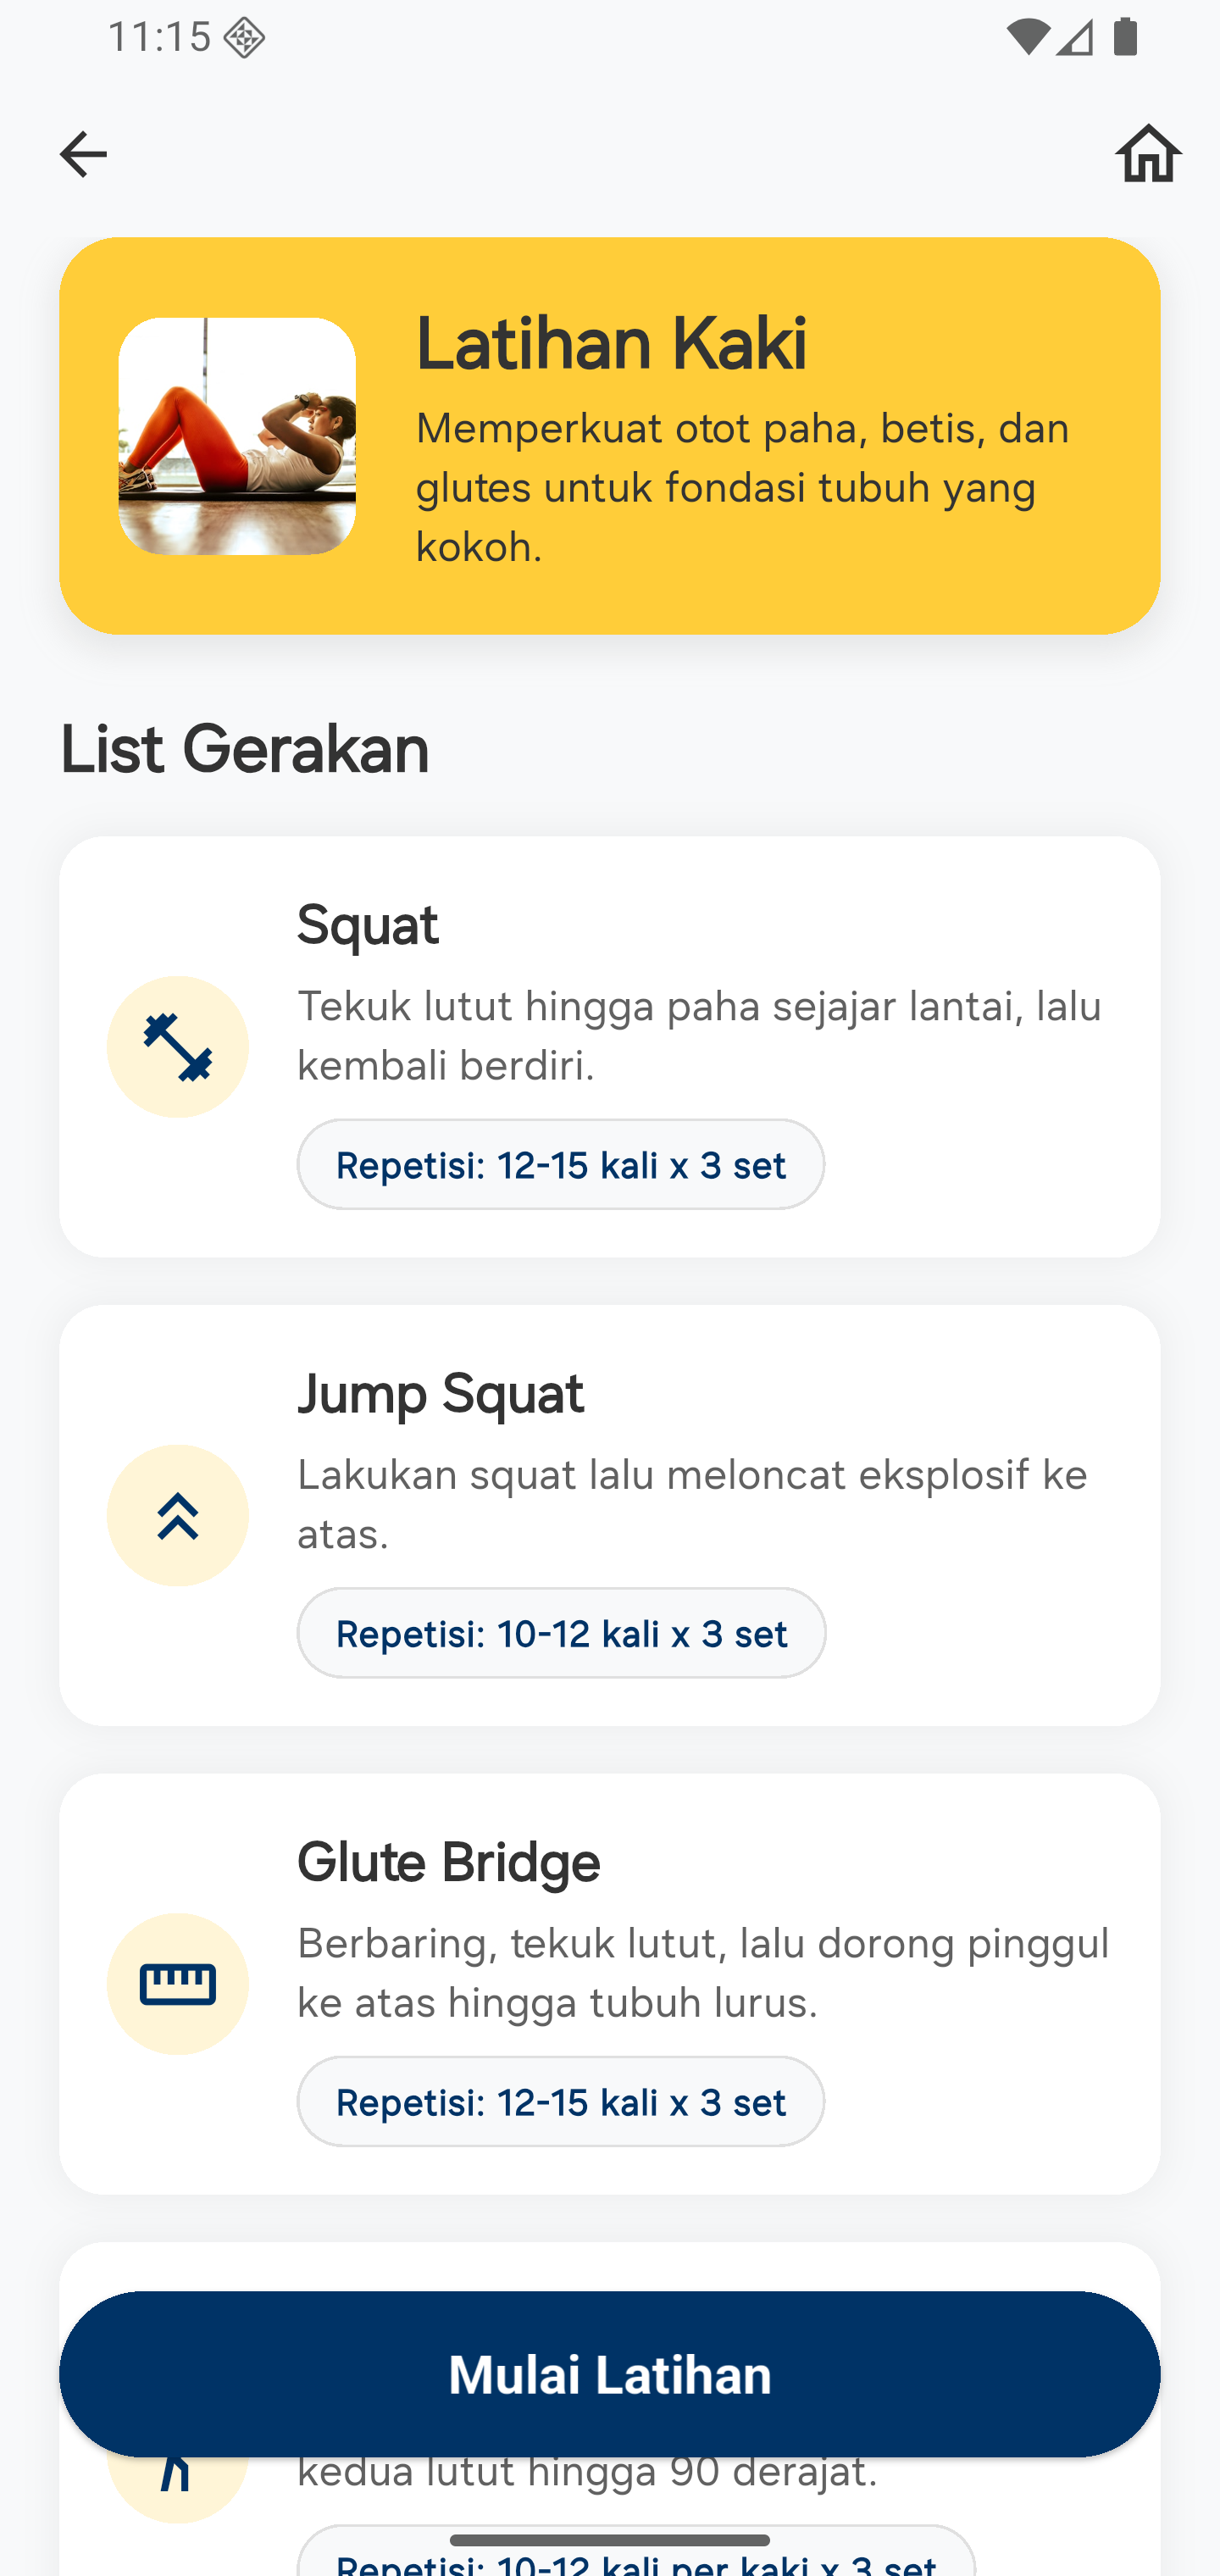 11:15
Latihan Kaki
Memperkuat otot paha, betis, dan
glutes untuk fondasi tubuh yang
kokoh.
List Gerakan
Squat
Tekuk lutut hingga paha sejajar lantai, lalu
kembali berdiri.
Repetisi: 12-15 kali x 3 set
Jump Squat
Lakukan squat lalu meloncat eksplosif ke
atas.
Repetisi: 10-12 kali x 3 set
Glute Bridge
Berbaring, tekuk lutut, lalu dorong pinggul
ke atas hingga tubuh lurus.
Repetisi: 12-15 kali x 3 set
Mulai Latihan
kedua lutut hingga 90 derajat.
Repetisi: 10-12 kali per kaki x 3 set